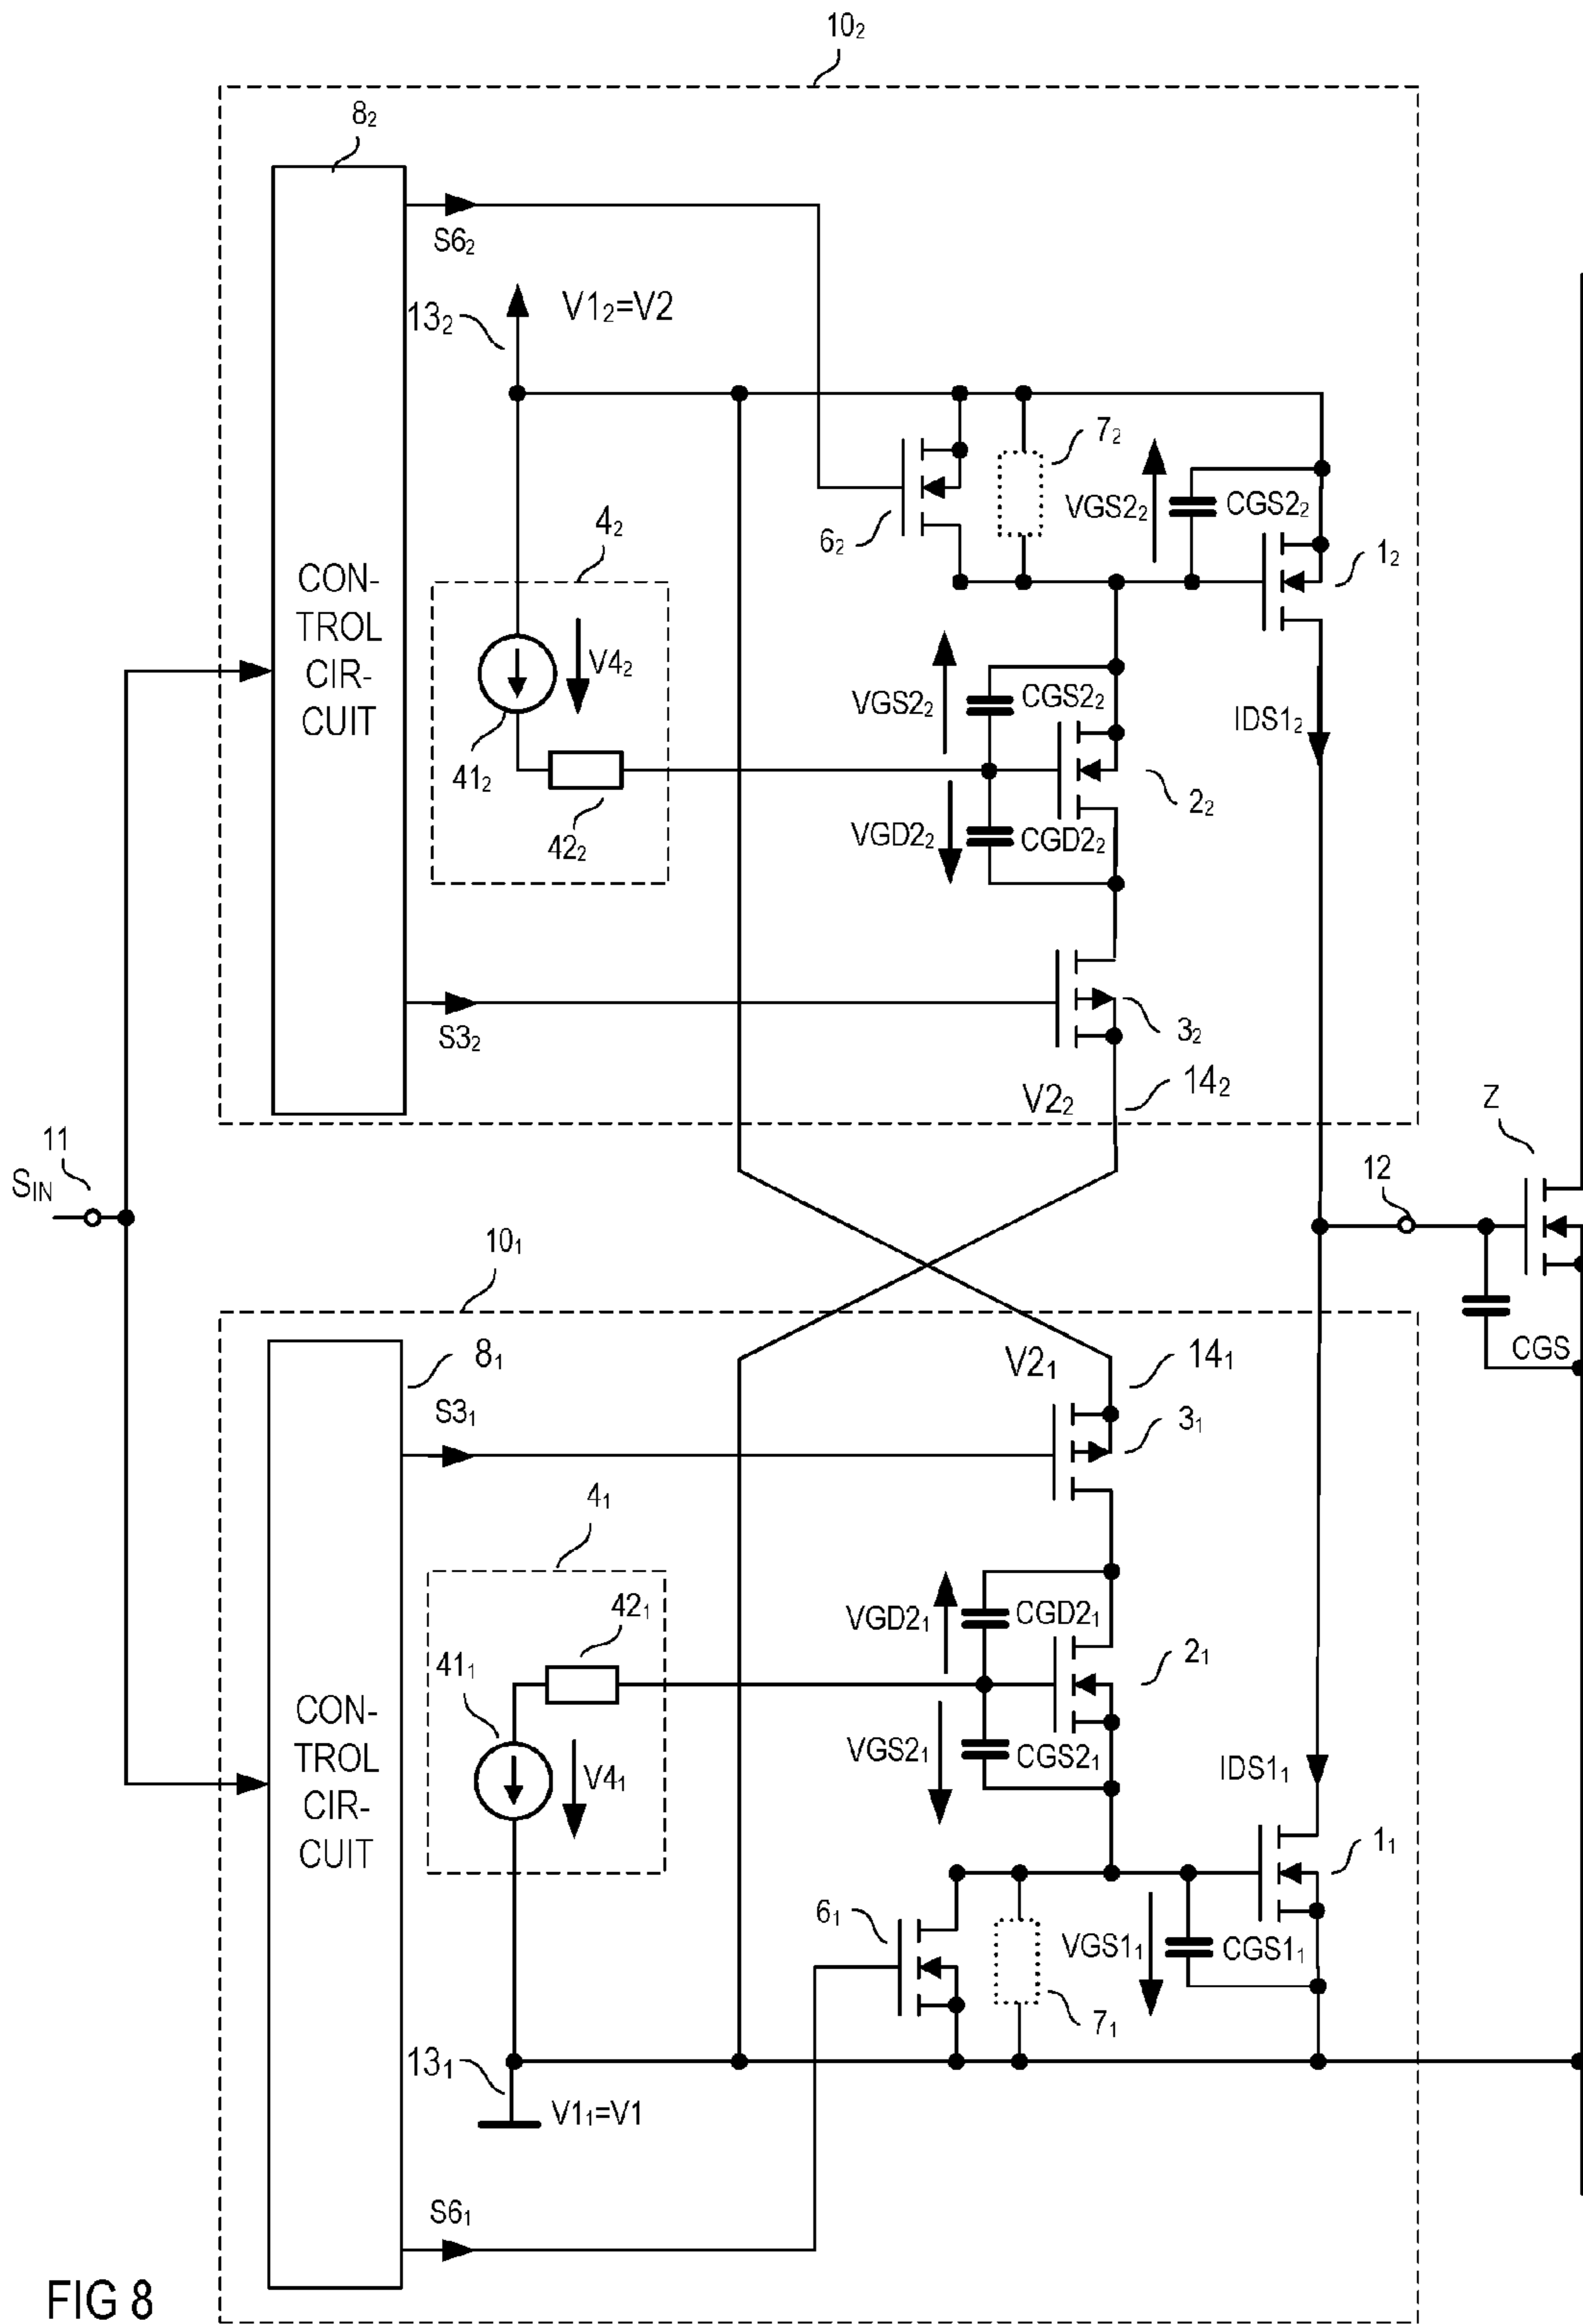 10₂
8₂
S6₂
13₂
V1₂=V2
7₂
VGS2₂
CGS2₂
6₂
1₂
4₂
CON-
TROL
CIR-
CUIT
V4₂
VGS2₂
CGS2₂
IDS1₂
41₂
42₂
2₂
VGD2₂
CGD2₂
S3₂
3₂
V2₂
14₂
Z
11
S_IN
12
10₁
CGS
8₁
V2₁
14₁
S3₁
3₁
4₁
42₁
VGD2₁
CGD2₁
41₁
2₁
CON-
TROL
CIR-
CUIT
VGS2₁
CGS2₁
V4₁
IDS1₁
1₁
6₁
VGS1₁
CGS1₁
7₁
13₁
V1₁=V1
S6₁
FIG 8